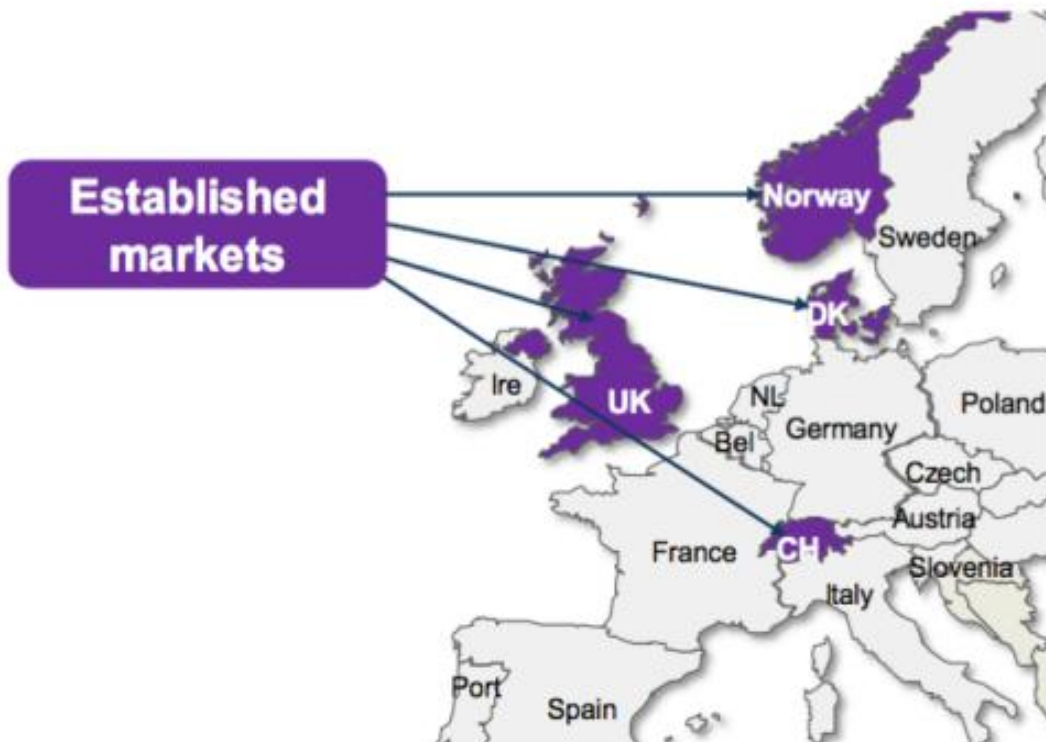 Established
markets
Norway
Sweden
DK
Ire
UK
NL
Bel
Germany
Poland
Czech
Austria
France
CH
Slovenia
Italy
Port
Spain